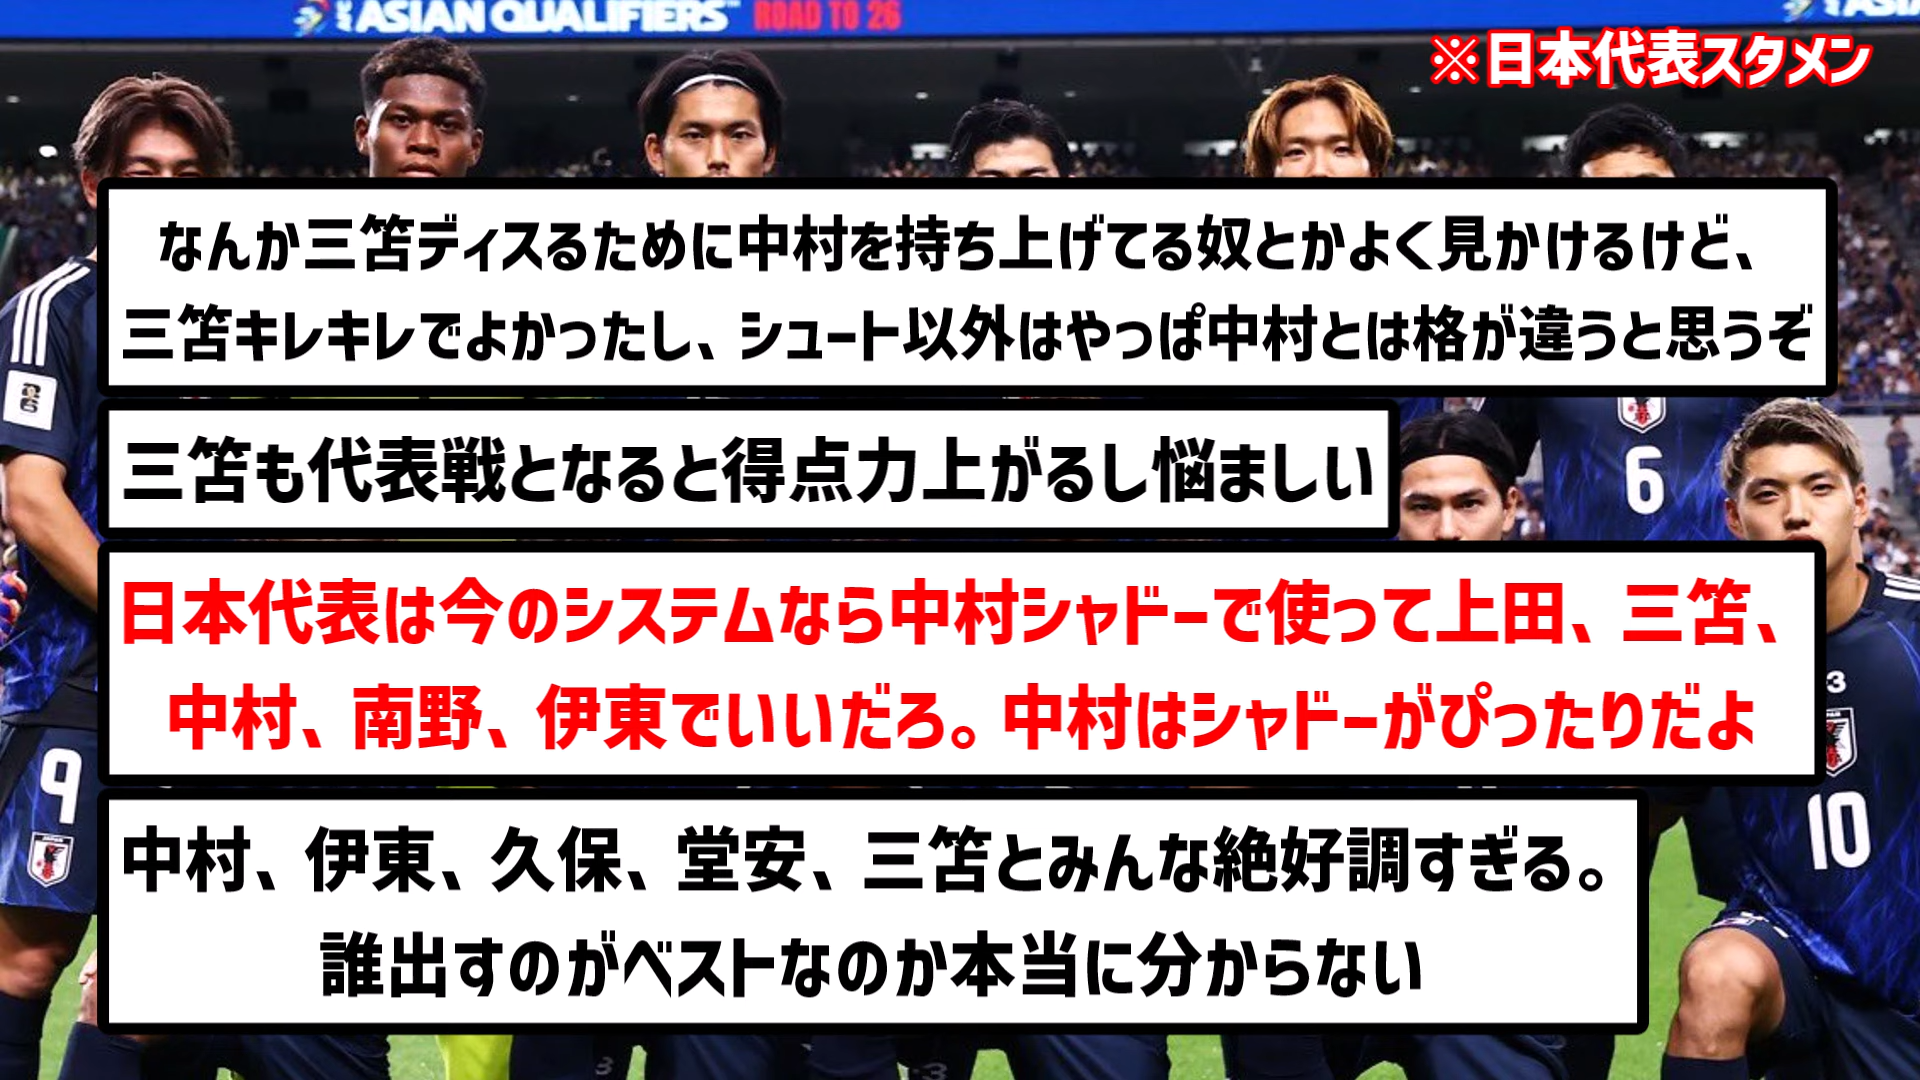 ASIAN QUALIFIERS ROAD TO 26
※日本代表スタメン
なんか三笘ディスるために中村を持ち上げてる奴とかよく見かけるけど、
三笘キレキレでよかったし、シュート以外はやっぱ中村とは格が違うと思うぞ
三笘も代表戦となると得点力上がるし悩ましい
6
日本代表は今のシステムなら中村シャドーで使って上田、三笘、
中村、南野、伊東でいいだろ。中村はシャドーがぴったりだよ
9
10
中村、伊東、久保、堂安、三笘とみんな絶好調すぎる。
誰出すのがベストなのか本当に分からない